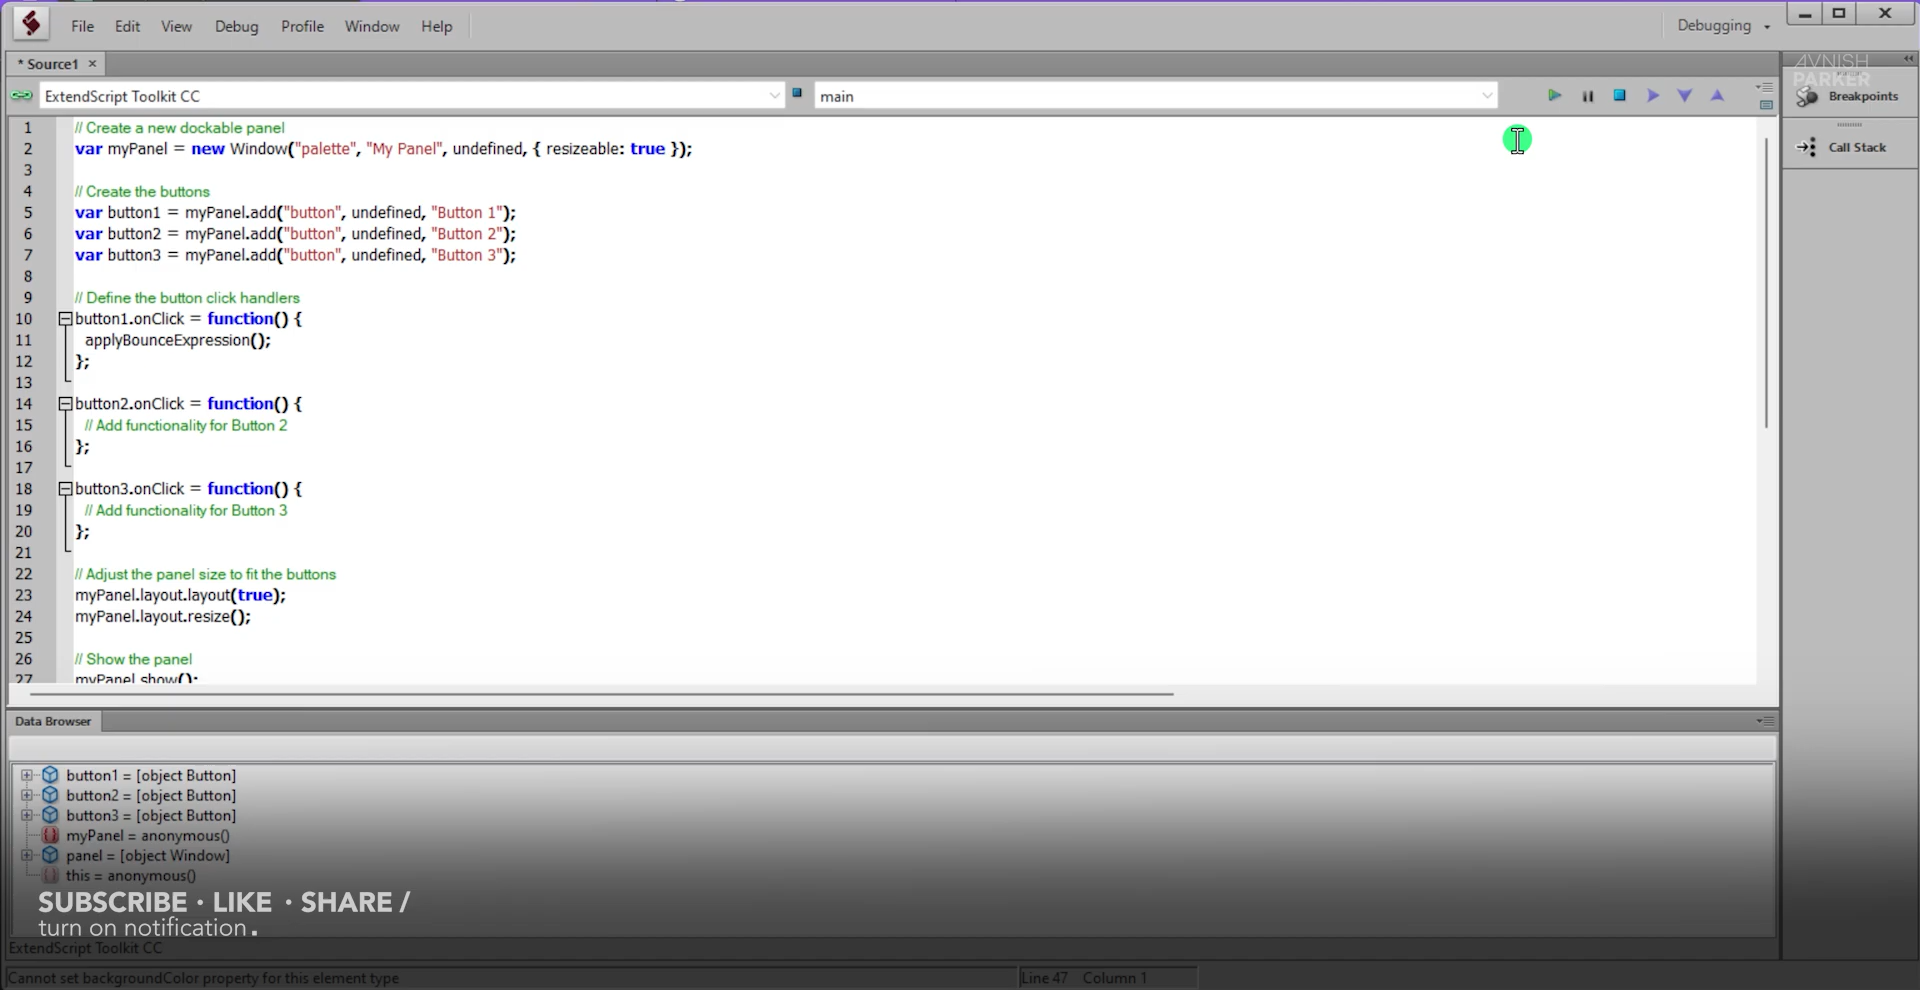 File Edit View Debug Profile Window Help
Debugging
* Source1 ×
AVNISH
PARKER
ExtendScript Toolkit CC
main
Breakpoints
Call Stack
1 // Create a new dockable panel
2 var myPanel = new Window("palette", "My Panel", undefined, { resizeable: true });
3
4 // Create the buttons
5 var button1 = myPanel.add("button", undefined, "Button 1");
6 var button2 = myPanel.add("button", undefined, "Button 2");
7 var button3 = myPanel.add("button", undefined, "Button 3");
8
9 // Define the button click handlers
10 button1.onClick = function() {
11 applyBounceExpression();
12 };
13
14 button2.onClick = function() {
15 // Add functionality for Button 2
16 };
17
18 button3.onClick = function() {
19 // Add functionality for Button 3
20 };
21
22 // Adjust the panel size to fit the buttons
23 myPanel.layout.layout(true);
24 myPanel.layout.resize();
25
26 // Show the panel
27 myPanel.show();
Data Browser
button1 = [object Button]
button2 = [object Button]
button3 = [object Button]
myPanel = anonymous()
panel = [object Window]
this = anonymous()
SUBSCRIBE · LIKE · SHARE /
turn on notification.
ExtendScript Toolkit CC
Cannot set backgroundColor property for this element type
Line 47 Column 1